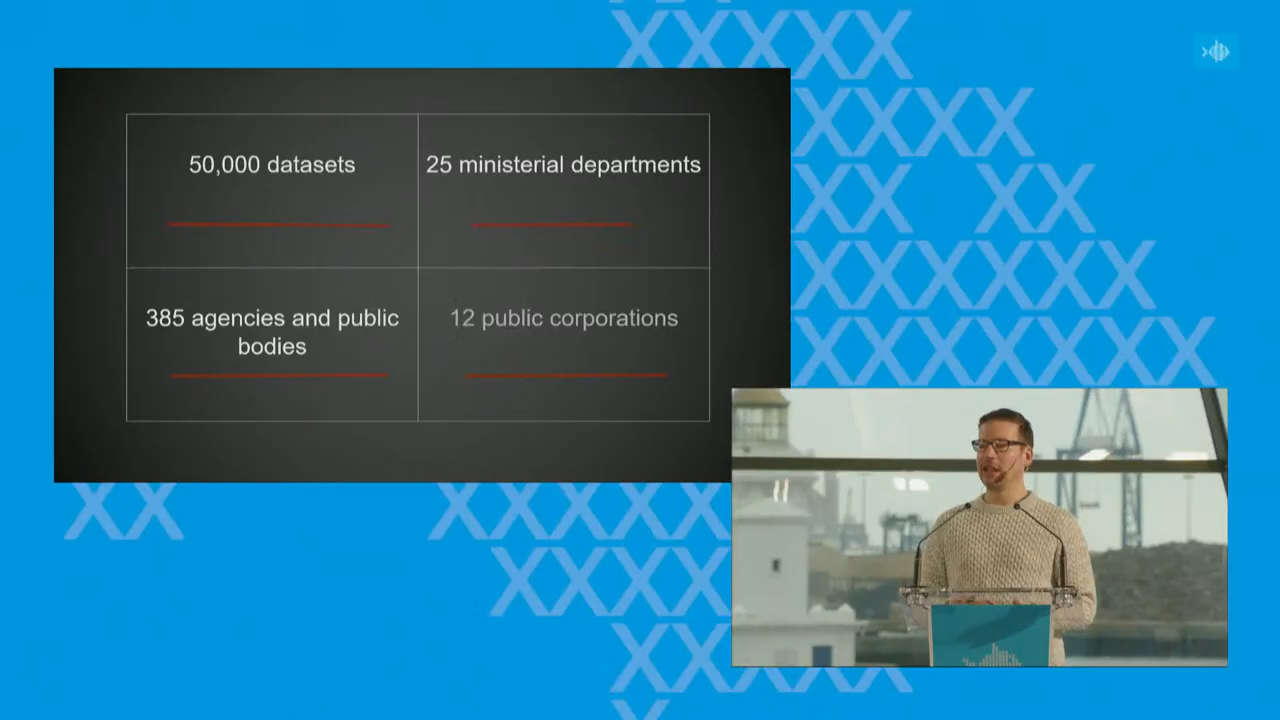 50,000 datasets
25 ministerial departments
385 agencies and public
bodies
12 public corporations